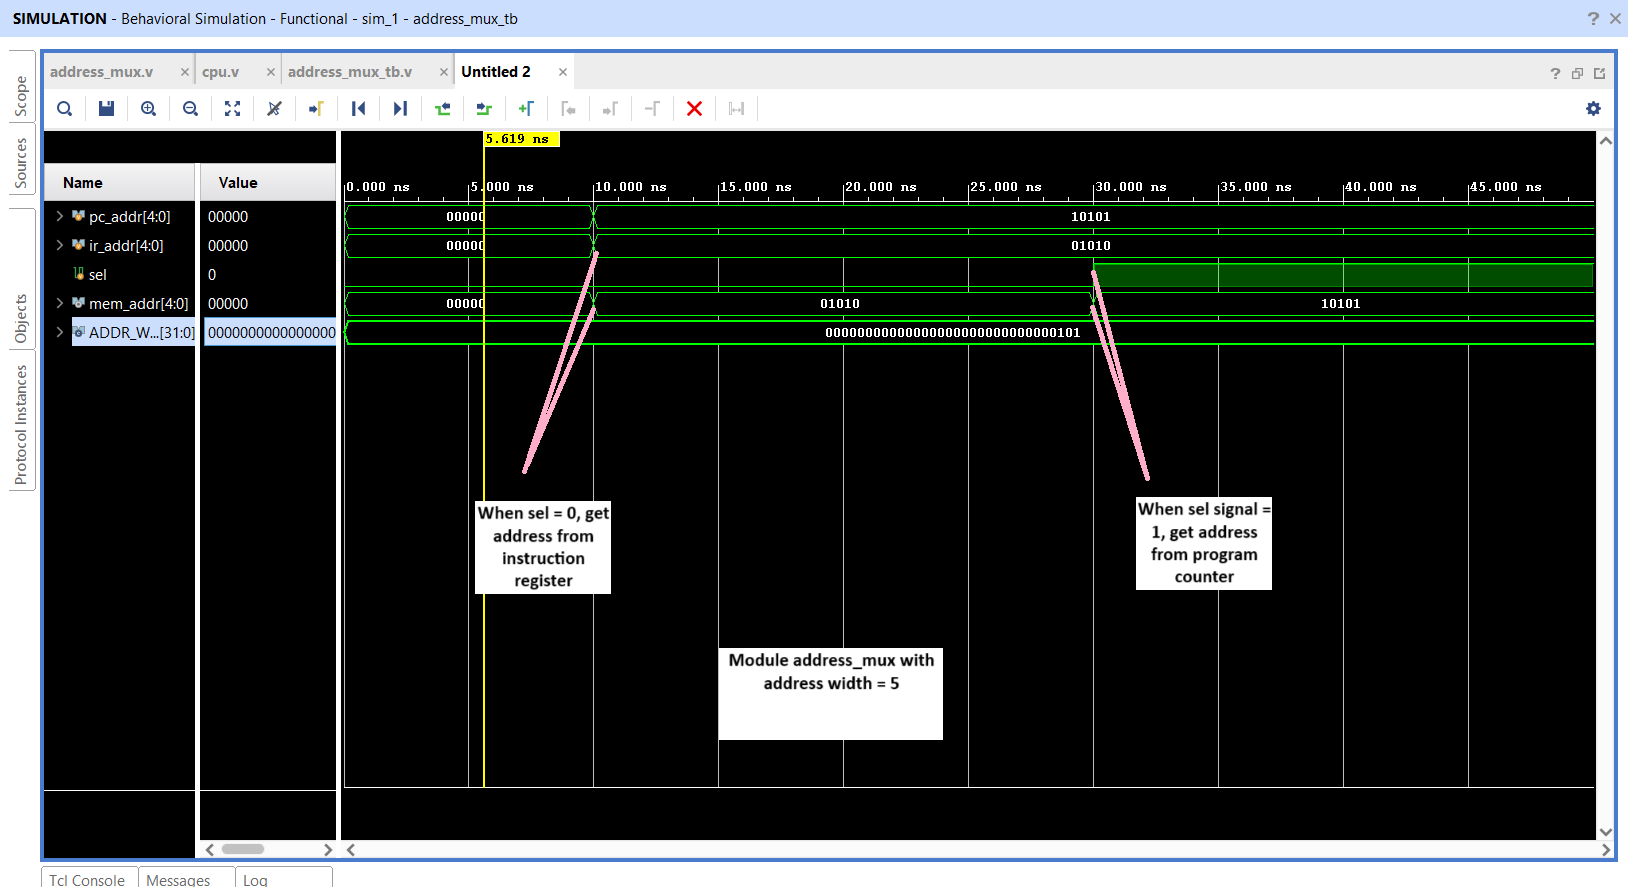 SIMULATION - Behavioral Simulation - Functional - sim_1 - address_mux_tb
? ×
Scope
Sources
Objects
Protocol Instances
address_mux.v × cpu.v × address_mux_tb.v × Untitled 2 ×
?
5.619 ns
Name Value
0.000 ns 5.000 ns 10.000 ns 15.000 ns 20.000 ns 25.000 ns 30.000 ns 35.000 ns 40.000 ns 45.000 ns
pc_addr[4:0] 00000 00000 10101
ir_addr[4:0] 00000 00000 01010
sel 0
mem_addr[4:0] 00000 00000 01010 10101
ADDR_W...[31:0] 0000000000000000 00000000000000000000000000000101
When sel = 0, get
address from
instruction
register
When sel signal =
1, get address
from program
counter
Module address_mux with
address width = 5
Tcl Console Messages Log